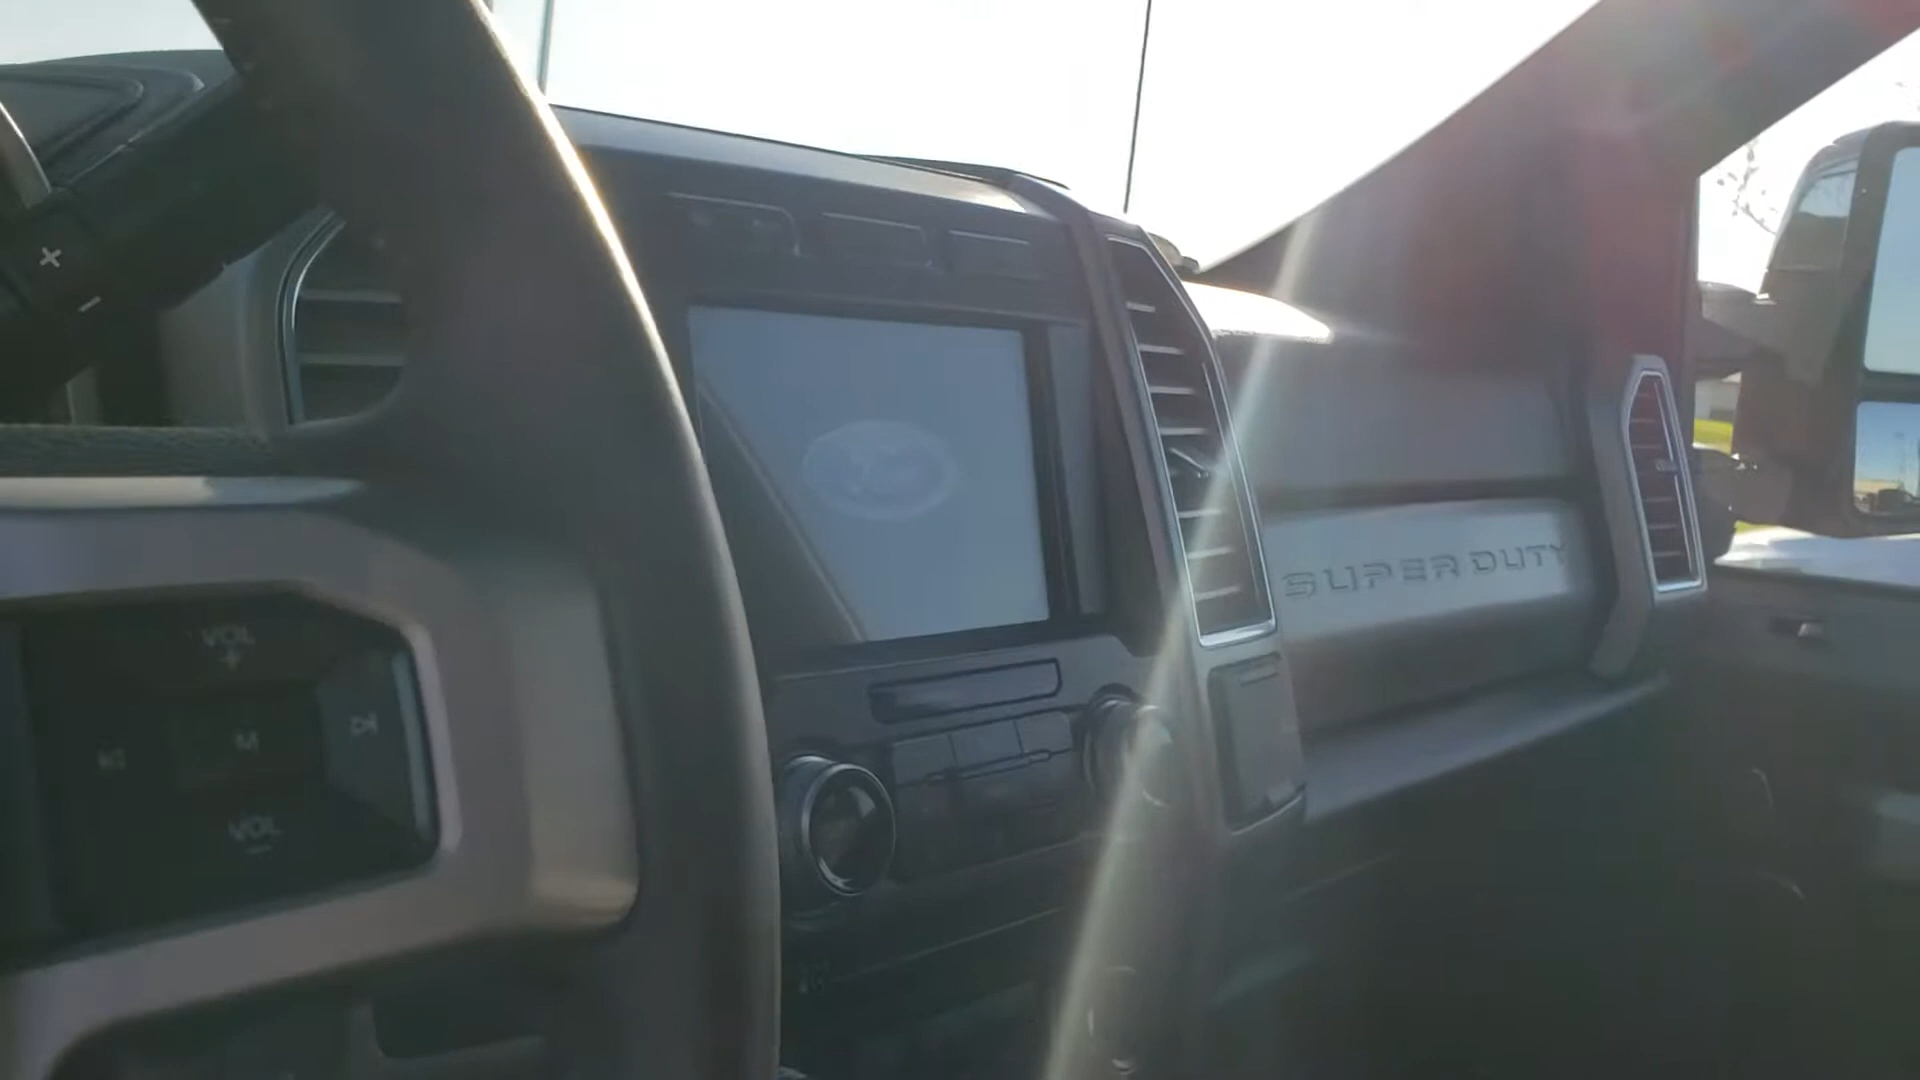 +
-
SUPER DUTY
VOL
+
M
VOL
-